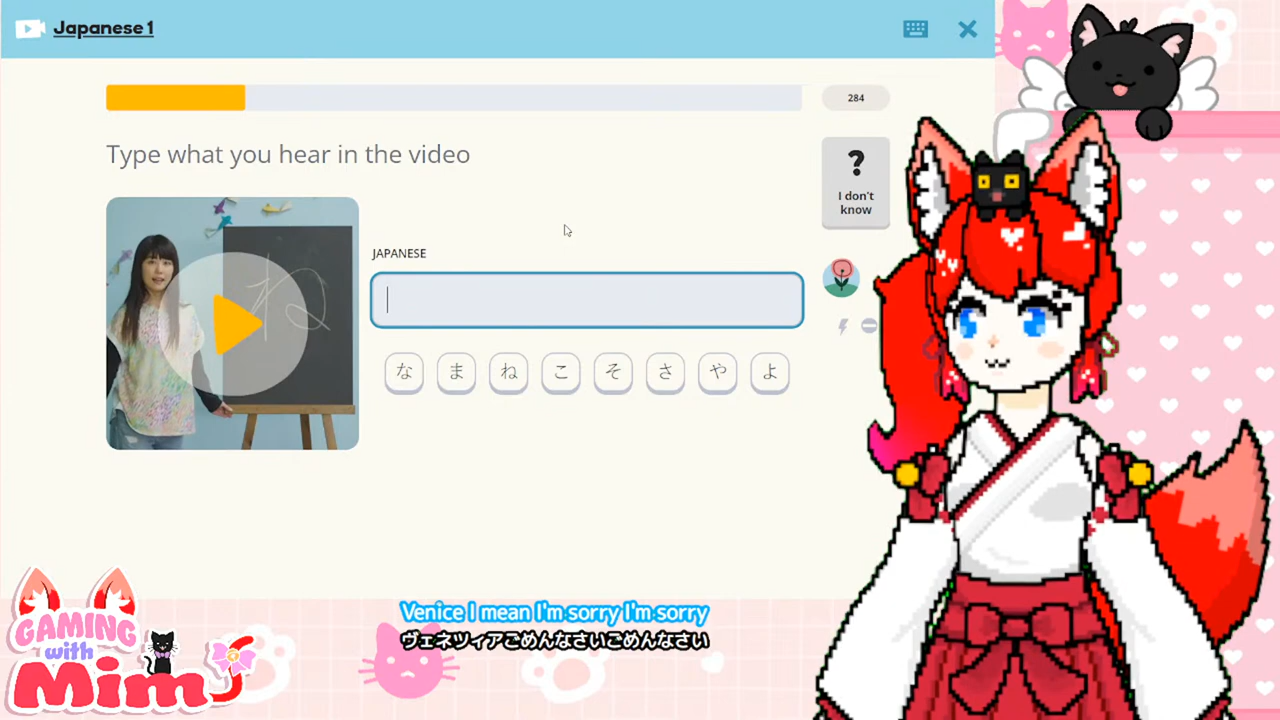 Japanese 1
284
Type what you hear in the video
?
I don't
know
ね
JAPANESE
な ま ね こ そ さ や よ
GAMING
with
Mim
Venice I mean I'm sorry I'm sorry
ヴェネツィアごめんなさいごめんなさい